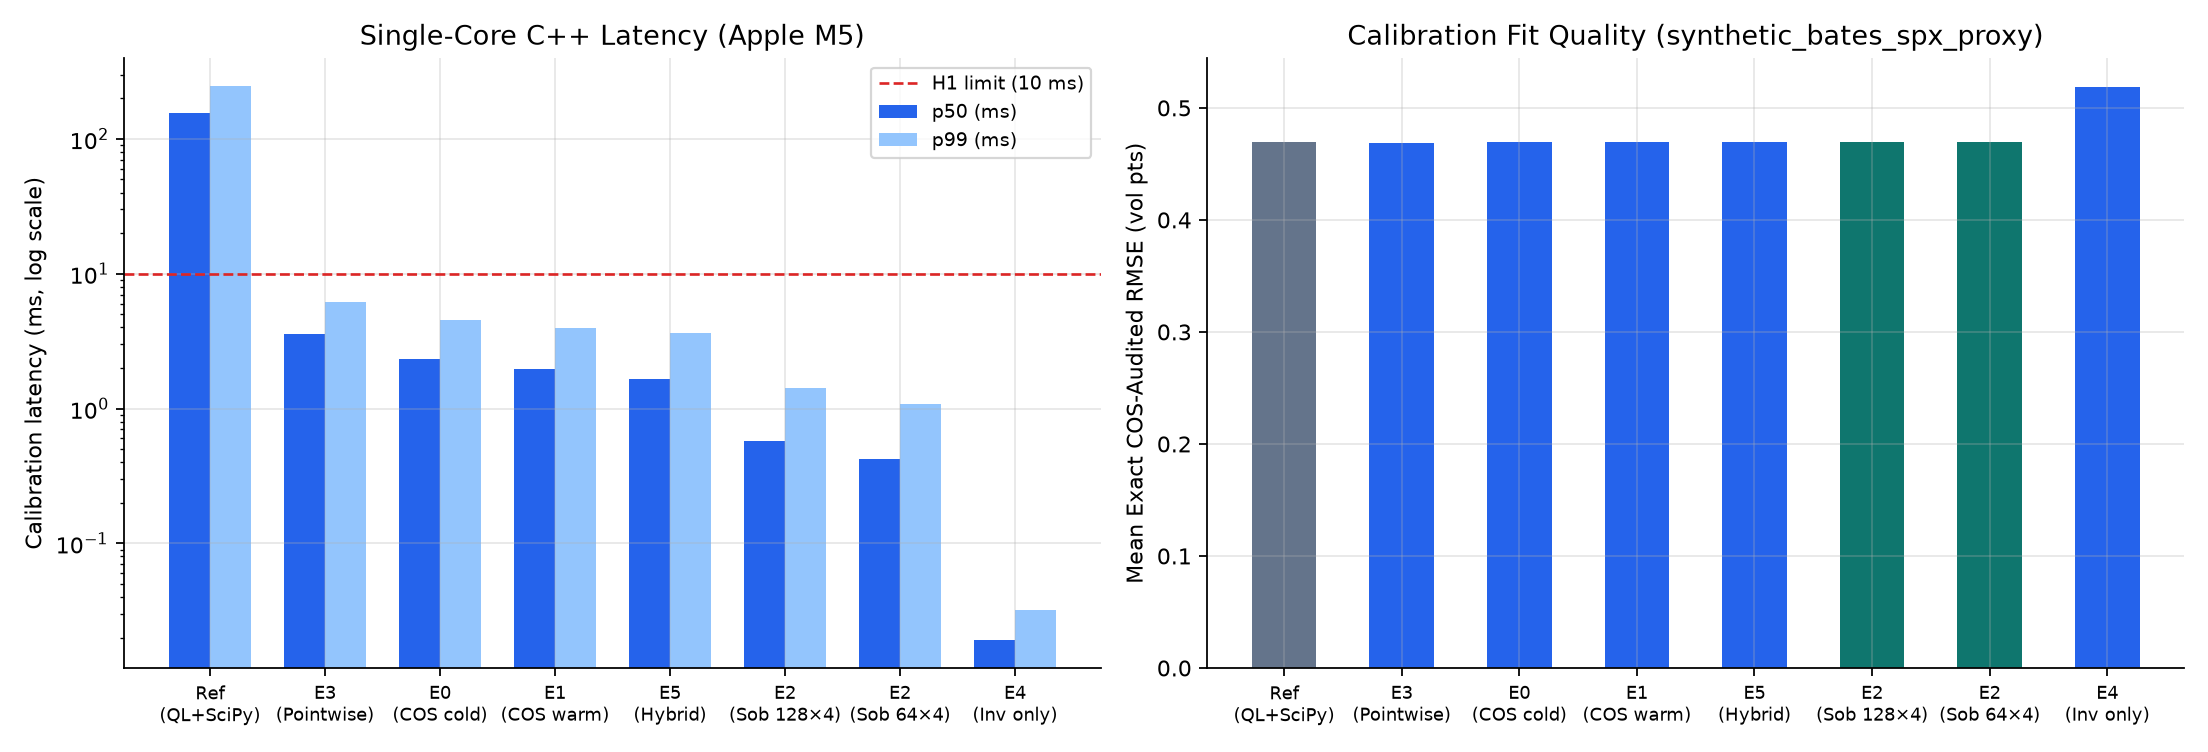 Single-Core C++ Latency (Apple M5)
Calibration latency (ms, log scale)
10²
10¹
10⁰
10⁻¹
H1 limit (10 ms)
p50 (ms)
p99 (ms)
Ref
(QL+SciPy)
E3
(Pointwise)
E0
(COS cold)
E1
(COS warm)
E5
(Hybrid)
E2
(Sob 128×4)
E2
(Sob 64×4)
E4
(Inv only)
Calibration Fit Quality (synthetic_bates_spx_proxy)
Mean Exact COS-Audited RMSE (vol pts)
0.5
0.4
0.3
0.2
0.1
0.0
Ref
(QL+SciPy)
E3
(Pointwise)
E0
(COS cold)
E1
(COS warm)
E5
(Hybrid)
E2
(Sob 128×4)
E2
(Sob 64×4)
E4
(Inv only)